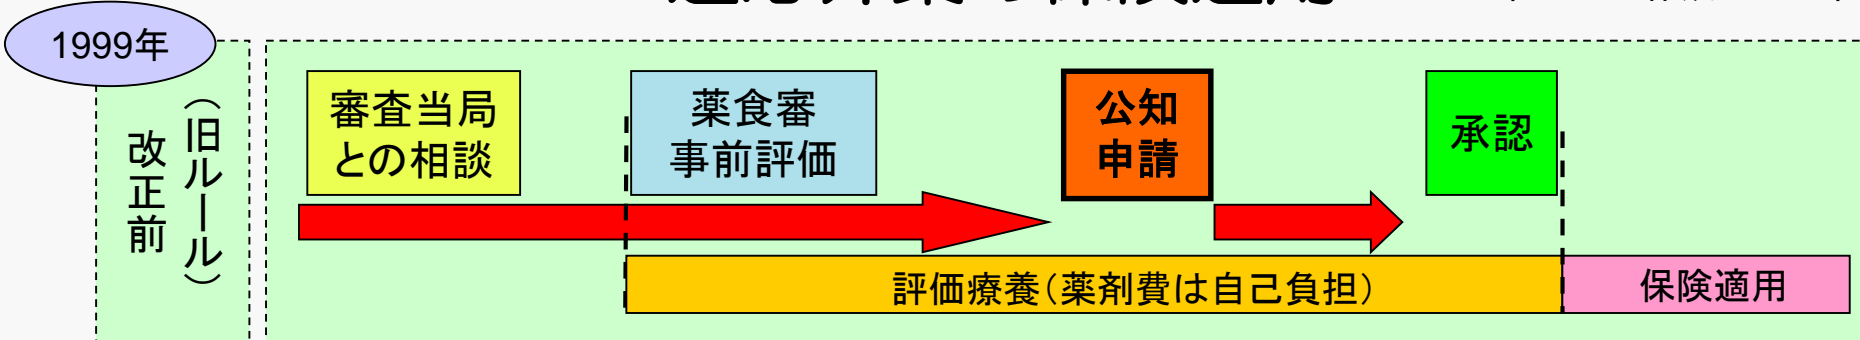 1999年
改正前
（旧ルール）
審査当局
との相談
薬食審
事前評価
公知
申請
承認
評価療養（薬剤費は自己負担）
保険適用